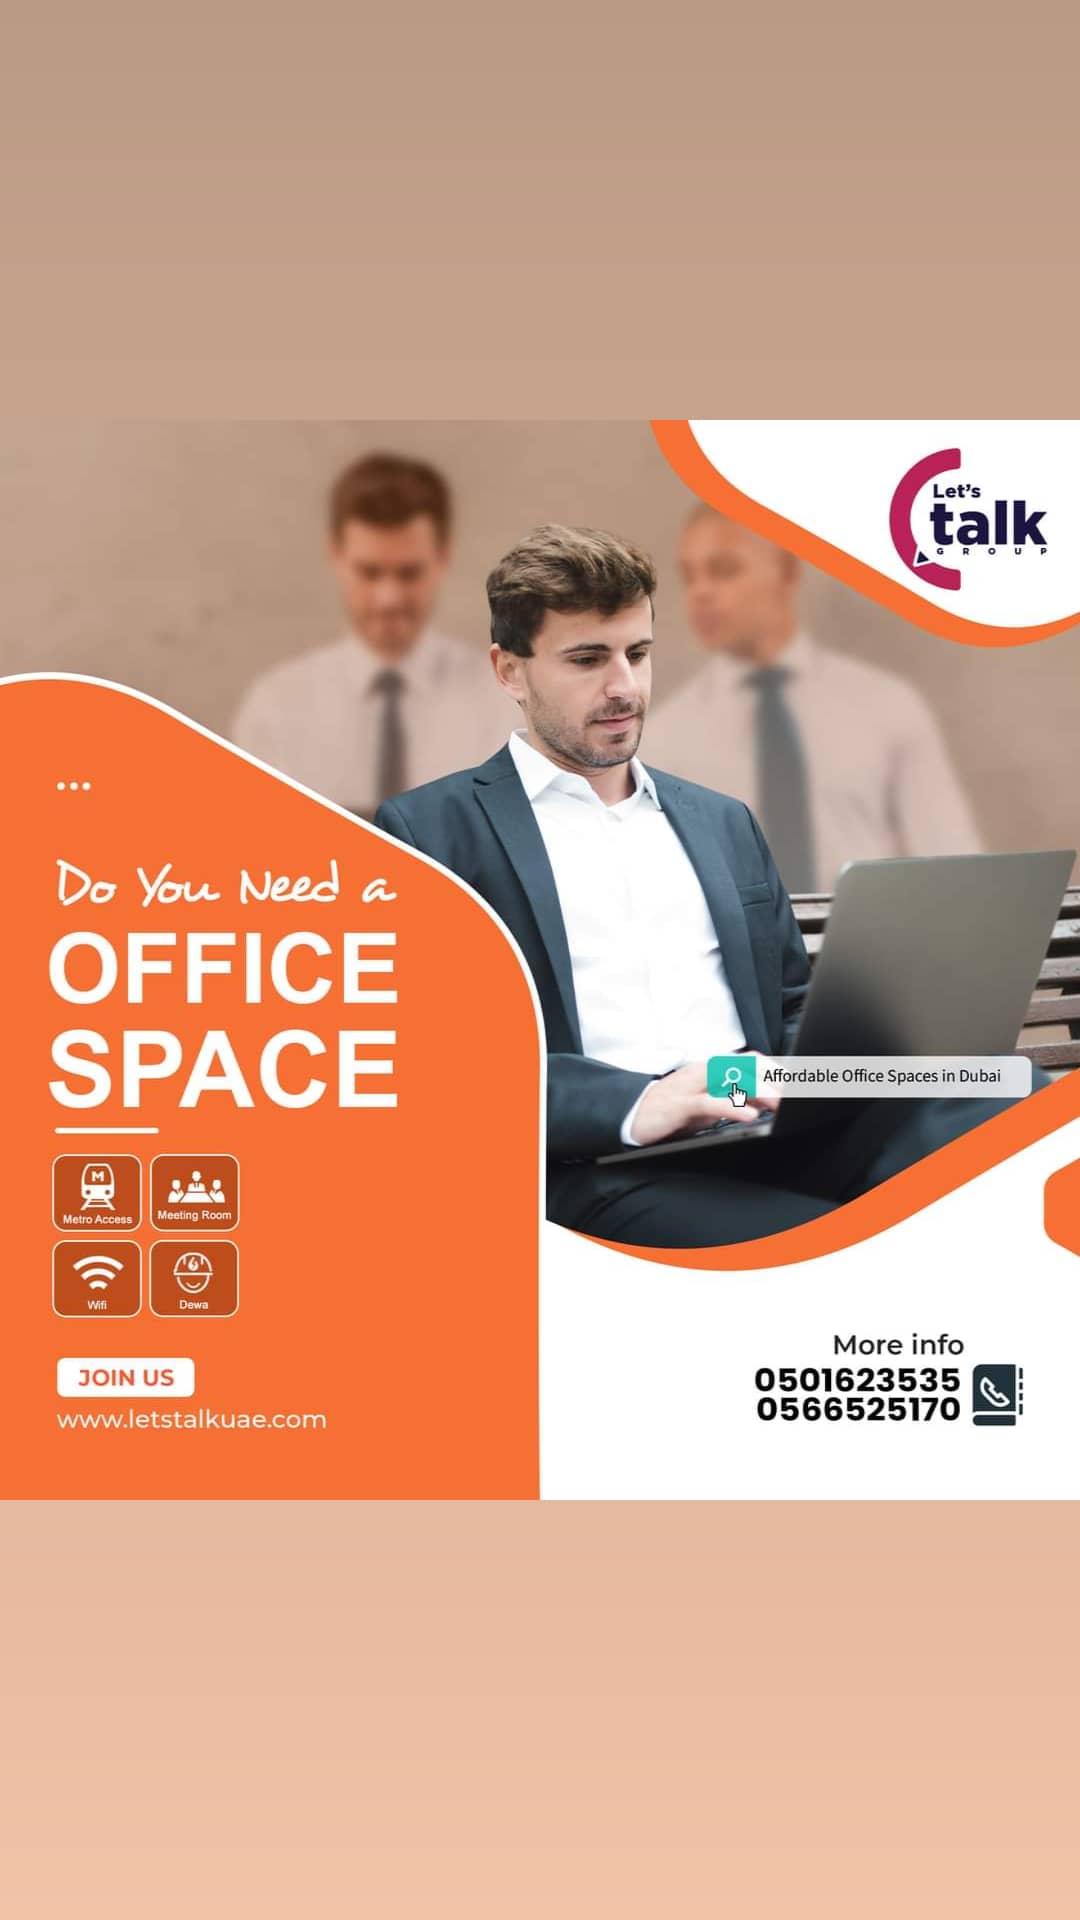 Let's
talk
GROUP
Do You Need a
OFFICE
SPACE
Affordable Office Spaces in Dubai
M
Metro Access
Meeting Room
Wifi
Dewa
JOIN US
www.letstalkuae.com
More info
0501623535
0566525170